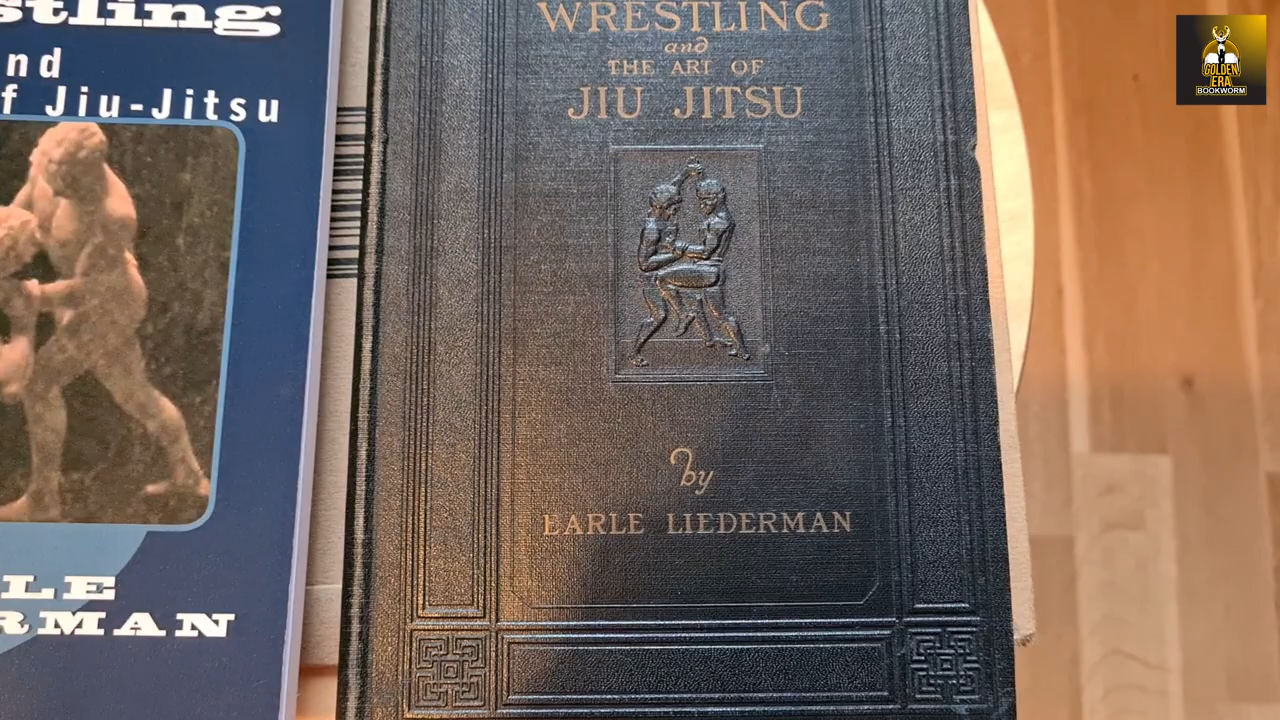 stling
nd
f Jiu-Jitsu
LE
RMAN
WRESTLING
and
THE ART OF
JIU JITSU
by
EARLE LIEDERMAN
GOLDEN
ERA
BOOKWORM